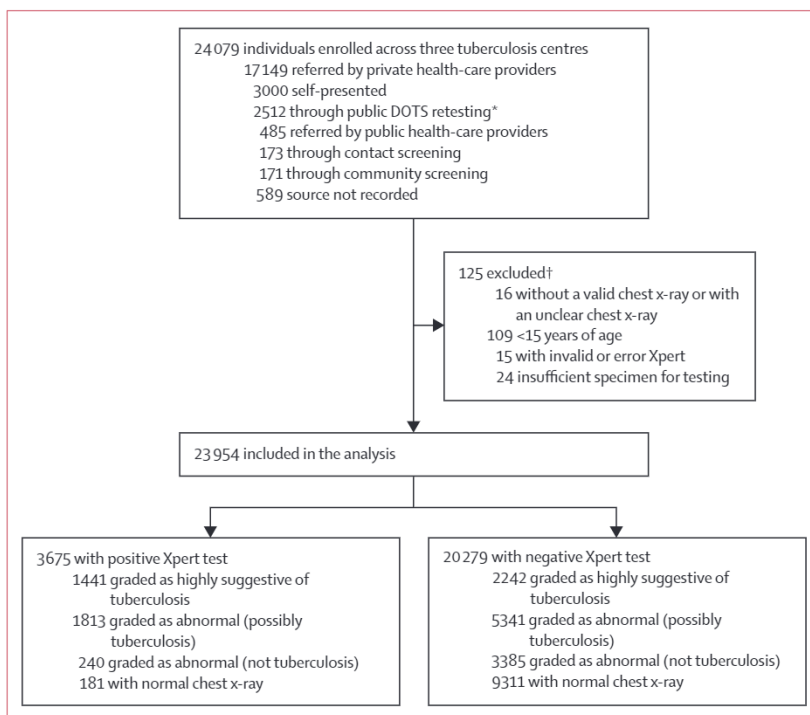 24 079 individuals enrolled across three tuberculosis centres
17 149 referred by private health-care providers
3000 self-presented
2512 through public DOTS retesting*
485 referred by public health-care providers
173 through contact screening
171 through community screening
589 source not recorded
125 excluded†
16 without a valid chest x-ray or with
an unclear chest x-ray
109 <15 years of age
15 with invalid or error Xpert
24 insufficient specimen for testing
23 954 included in the analysis
3675 with positive Xpert test
1441 graded as highly suggestive of
tuberculosis
1813 graded as abnormal (possibly
tuberculosis)
240 graded as abnormal (not tuberculosis)
181 with normal chest x-ray
20 279 with negative Xpert test
2242 graded as highly suggestive of
tuberculosis
5341 graded as abnormal (possibly
tuberculosis)
3385 graded as abnormal (not tuberculosis)
9311 with normal chest x-ray